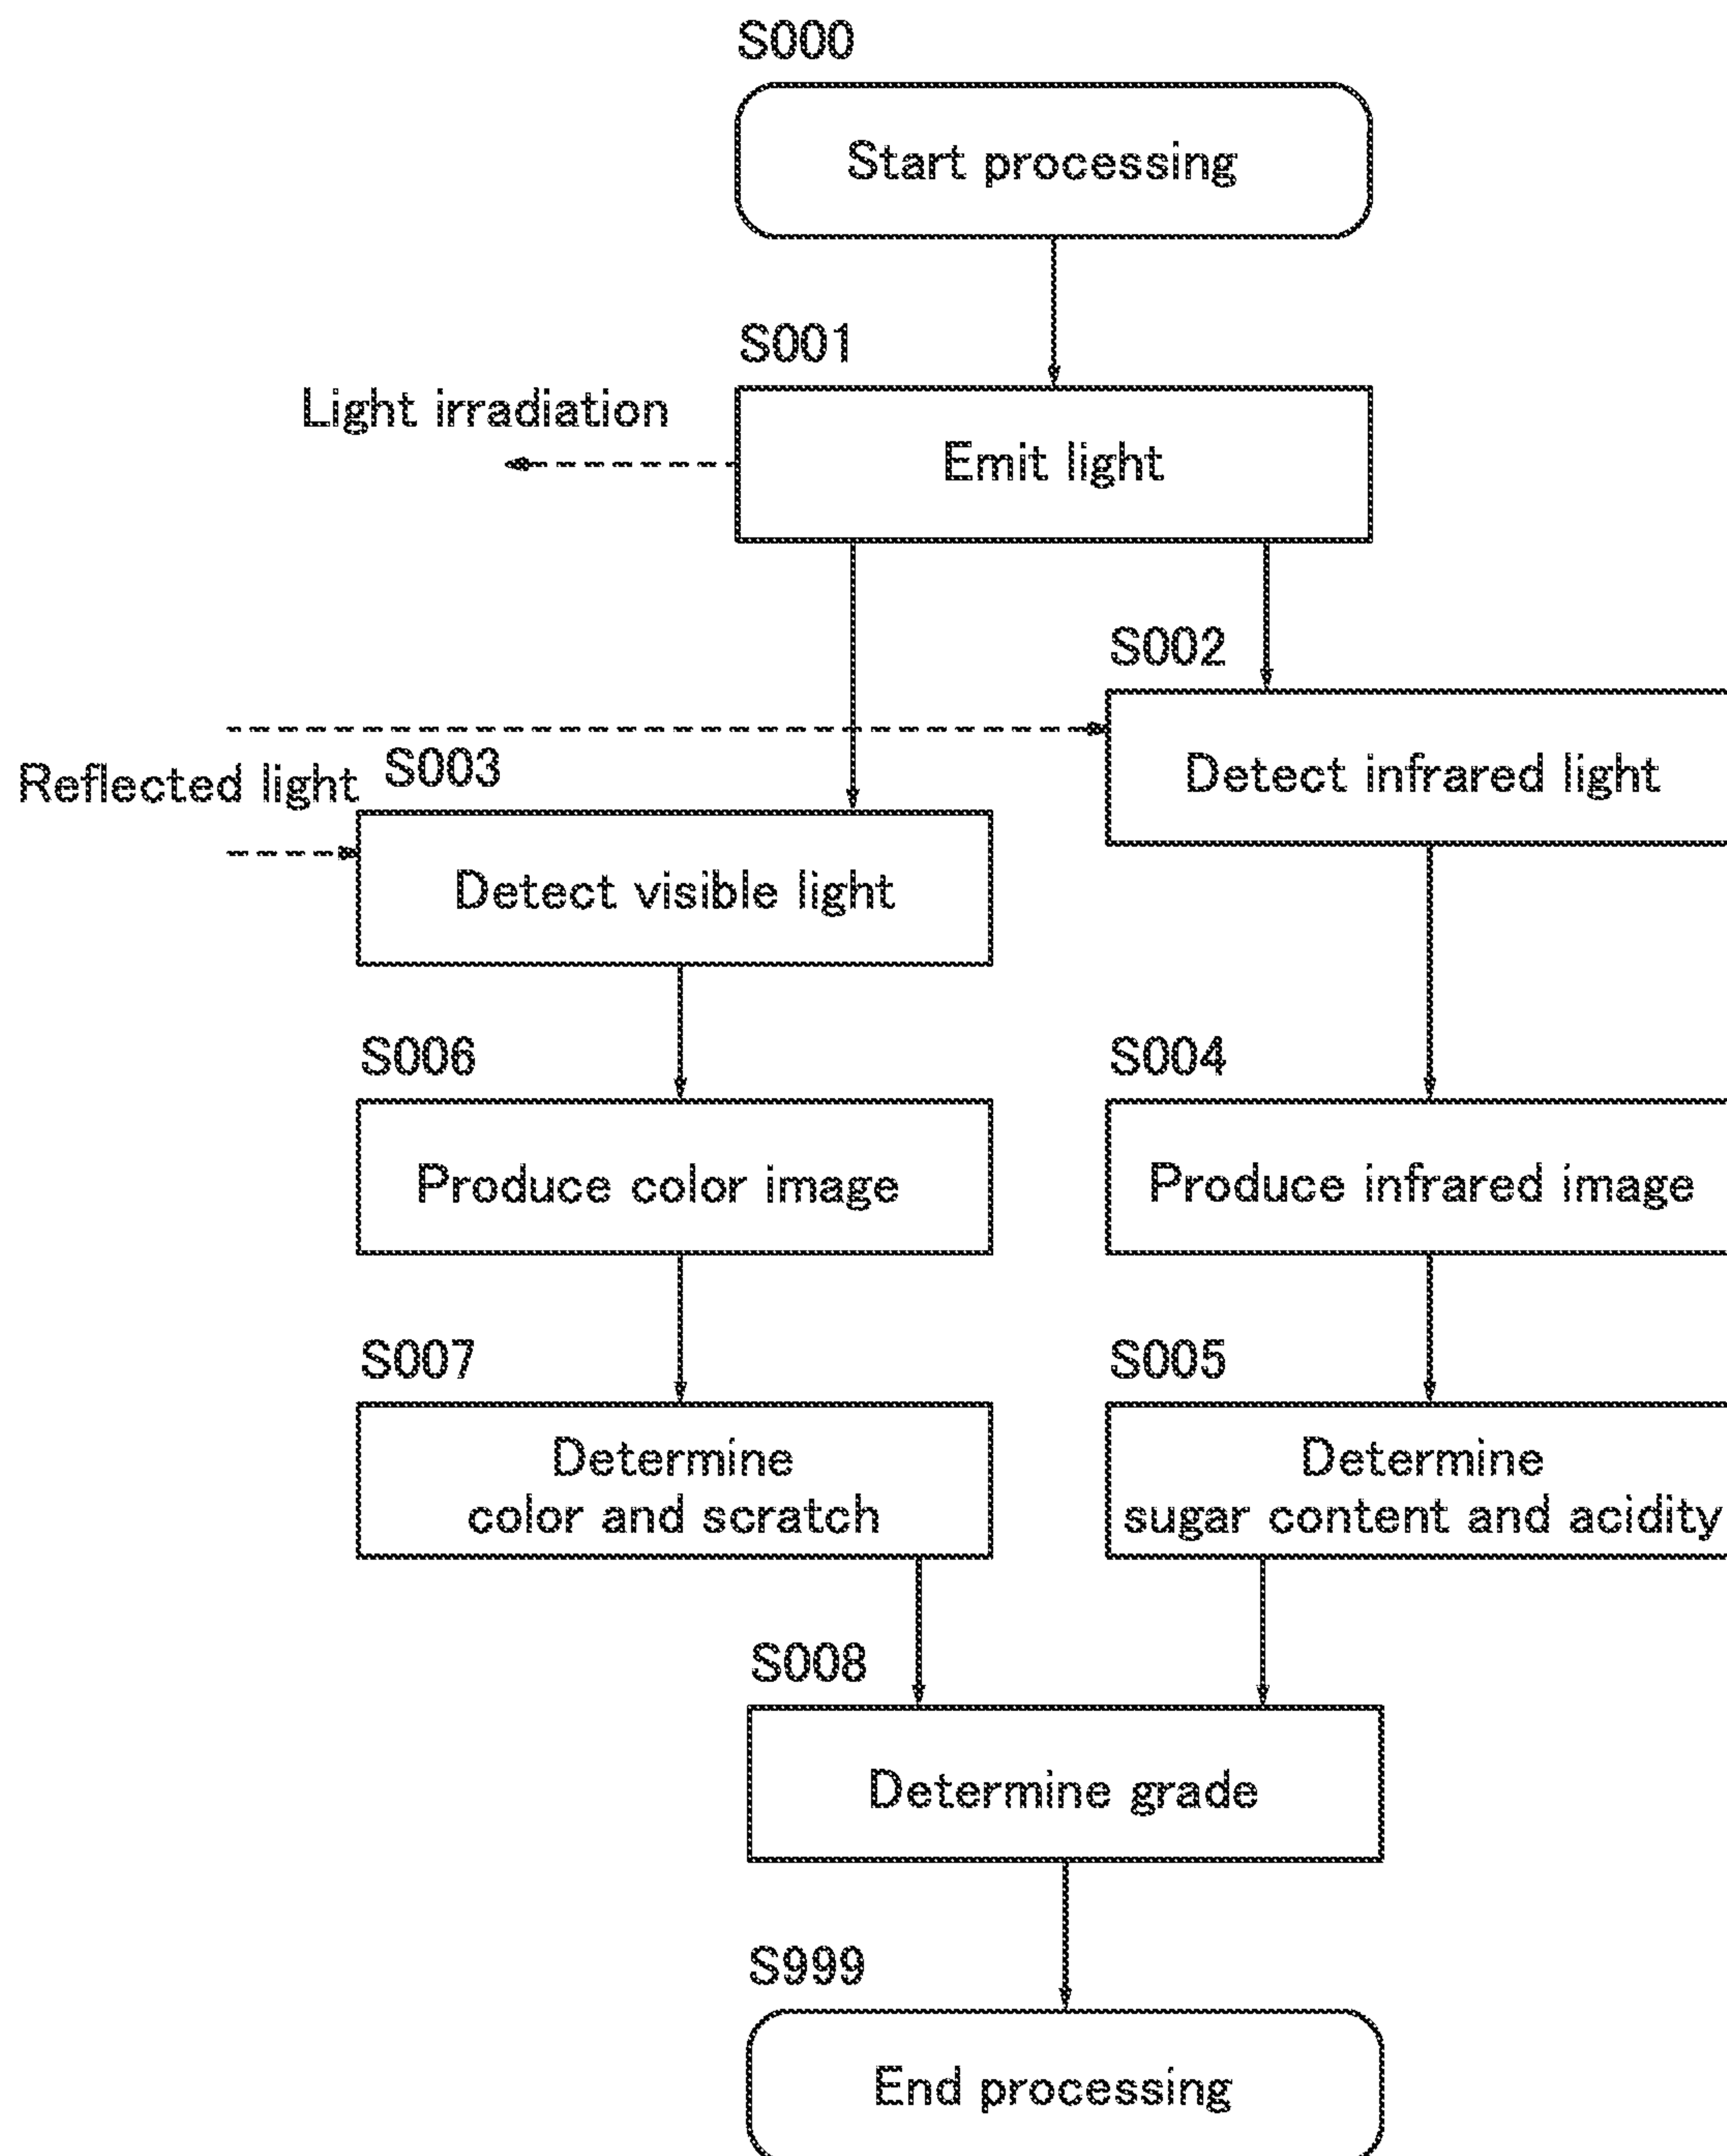 S000
Start processing
S001
Light irradiation
Emit light
S002
Detect infrared light
Reflected light
S003
Detect visible light
S006
Produce color image
S004
Produce infrared image
S007
Determine
color and scratch
S005
Determine
sugar content and acidity
S008
Determine grade
S999
End processing